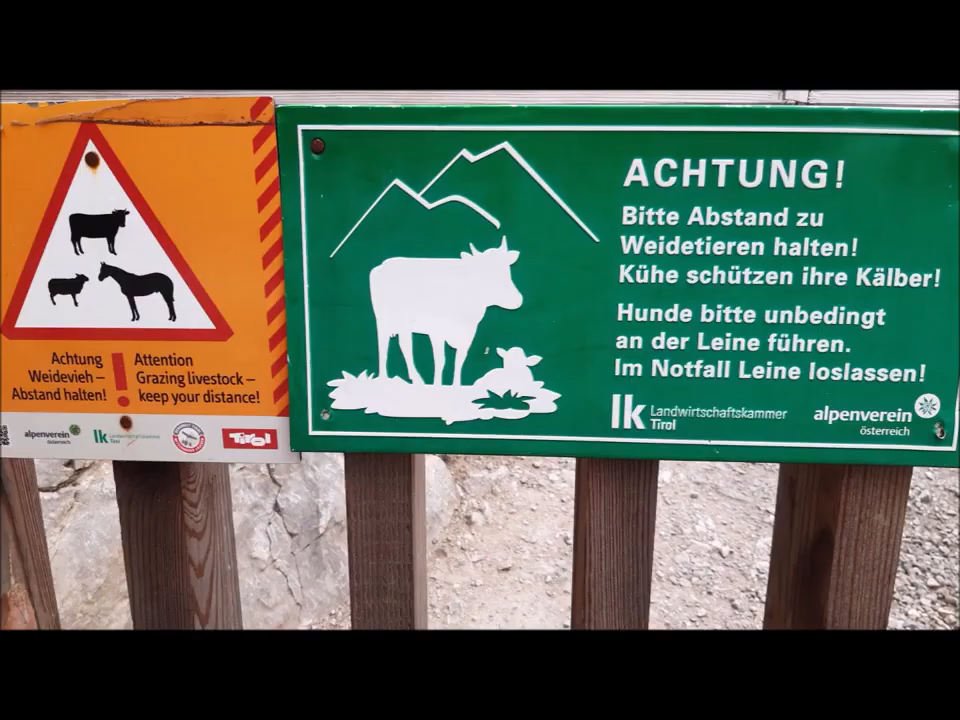 Achtung
Weidevieh –
Abstand halten!
!
Attention
Grazing livestock –
keep your distance!
alpenverein
österreich
lk Landwirtschaftskammer
Tirol
Tirol
ACHTUNG!
Bitte Abstand zu
Weidetieren halten!
Kühe schützen ihre Kälber!
Hunde bitte unbedingt
an der Leine führen.
Im Notfall Leine loslassen!
lk Landwirtschaftskammer
Tirol
alpenverein
österreich